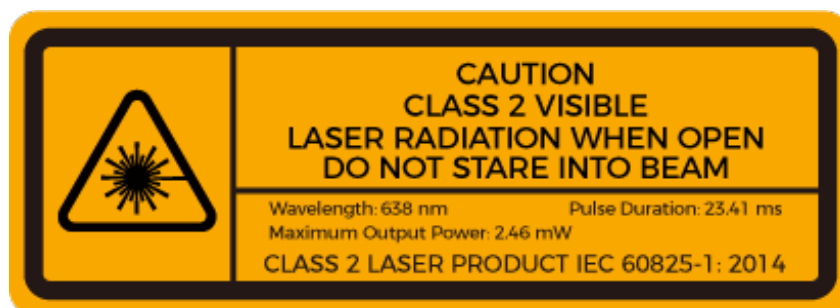 CAUTION
CLASS 2 VISIBLE
LASER RADIATION WHEN OPEN
DO NOT STARE INTO BEAM
Wavelength: 638 nm Pulse Duration: 23.41 ms
Maximum Output Power: 2.46 mW
CLASS 2 LASER PRODUCT IEC 60825-1: 2014